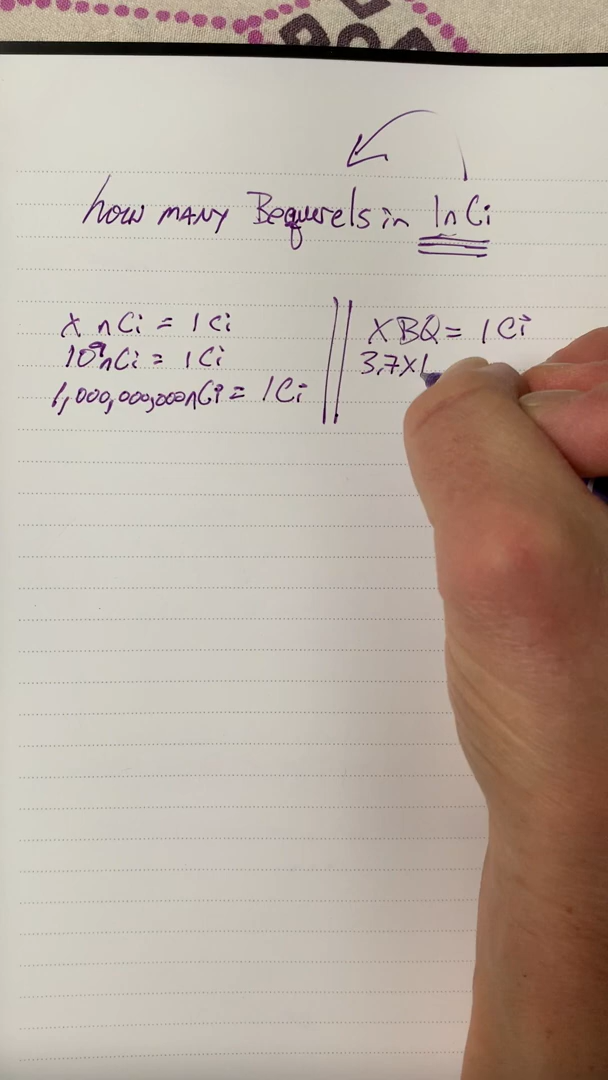 how MANY Bequerels in 1nCi
X nCi = 1Ci
10⁹nCi = 1Ci
1,000,000,000nCi = 1Ci
XBQ = 1Ci
3,7X1